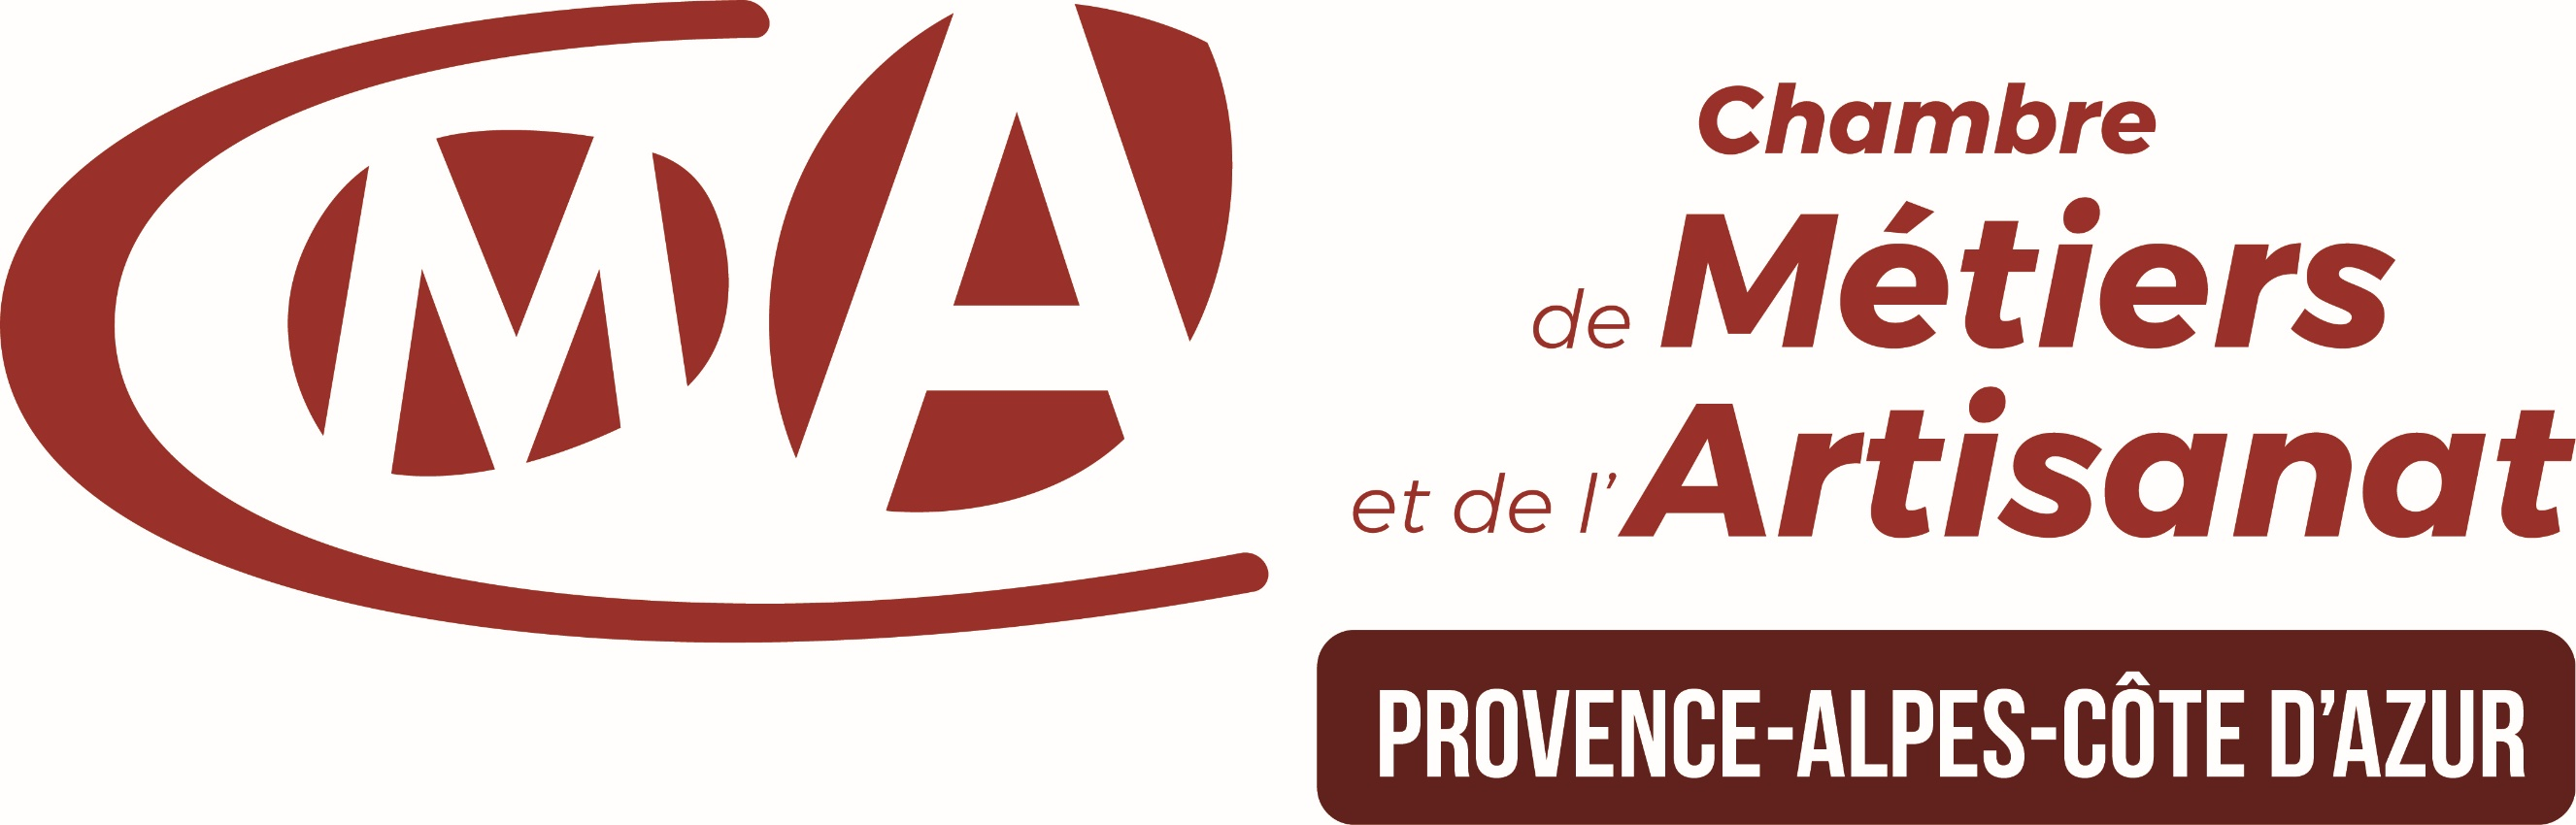 CMA
Chambre
de Métiers
et de l’Artisanat
PROVENCE-ALPES-CÔTE D’AZUR